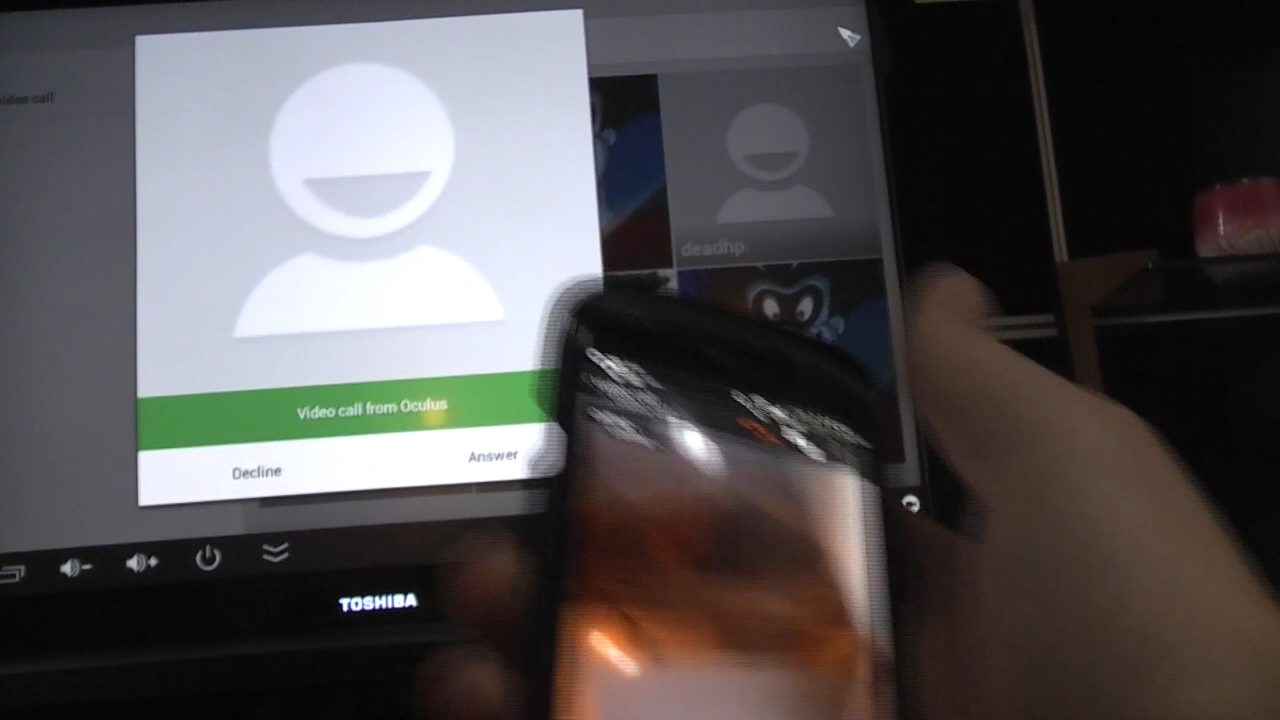 video call
deadhp.
Video call from Oculus
Decline
Answer
TOSHIBA